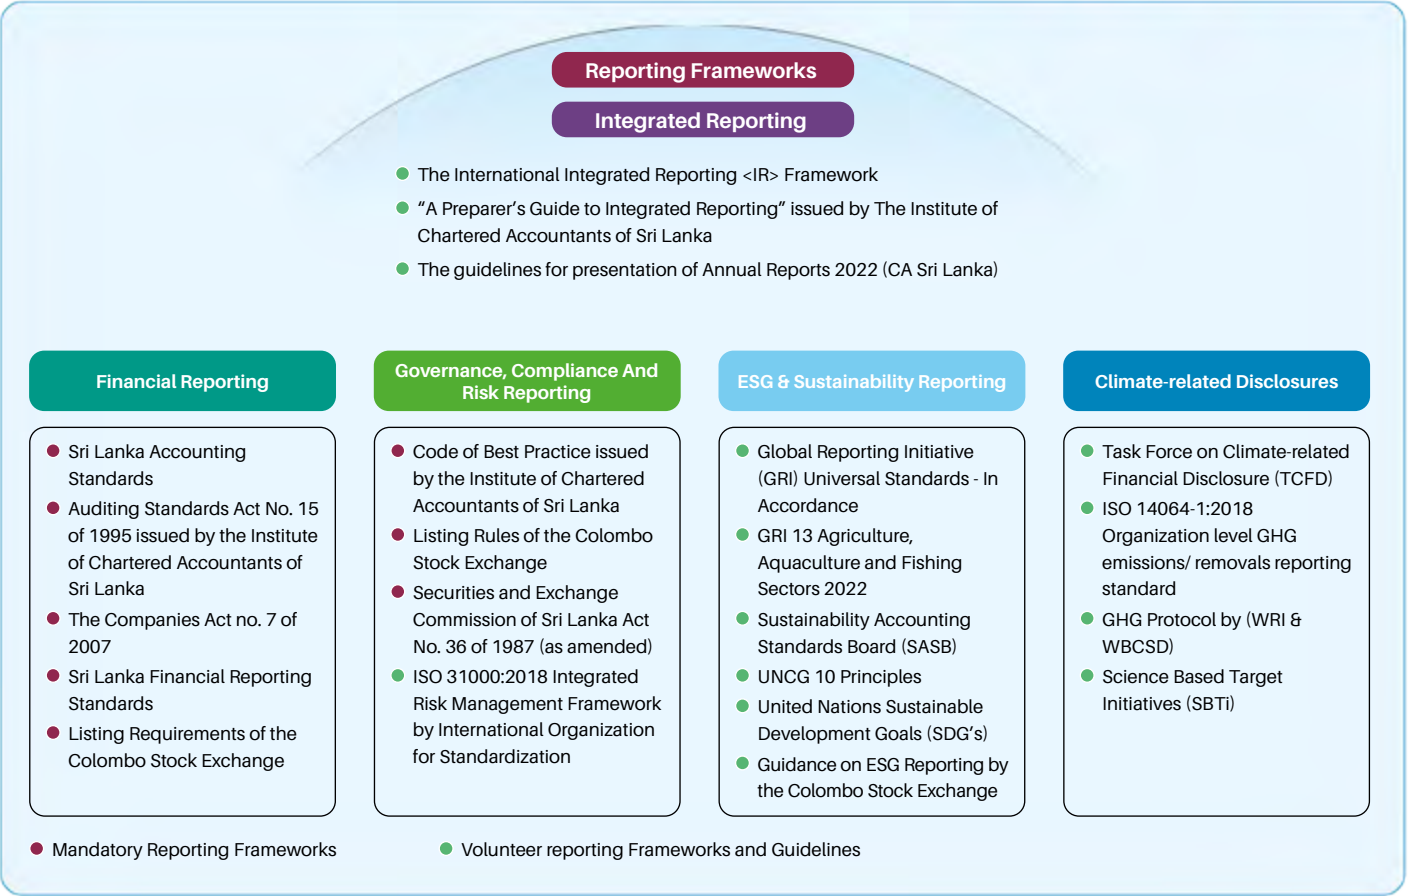 Reporting Frameworks
Integrated Reporting
The International Integrated Reporting <IR> Framework
“A Preparer’s Guide to Integrated Reporting” issued by The Institute of
Chartered Accountants of Sri Lanka
The guidelines for presentation of Annual Reports 2022 (CA Sri Lanka)
Financial Reporting
Sri Lanka Accounting
Standards
Auditing Standards Act No. 15
of 1995 issued by the Institute
of Chartered Accountants of
Sri Lanka
The Companies Act no. 7 of
2007
Sri Lanka Financial Reporting
Standards
Listing Requirements of the
Colombo Stock Exchange
Governance, Compliance And
Risk Reporting
Code of Best Practice issued
by the Institute of Chartered
Accountants of Sri Lanka
Listing Rules of the Colombo
Stock Exchange
Securities and Exchange
Commission of Sri Lanka Act
No. 36 of 1987 (as amended)
ISO 31000:2018 Integrated
Risk Management Framework
by International Organization
for Standardization
ESG & Sustainability Reporting
Global Reporting Initiative
(GRI) Universal Standards - In
Accordance
GRI 13 Agriculture,
Aquaculture and Fishing
Sectors 2022
Sustainability Accounting
Standards Board (SASB)
UNCG 10 Principles
United Nations Sustainable
Development Goals (SDG’s)
Guidance on ESG Reporting by
the Colombo Stock Exchange
Climate-related Disclosures
Task Force on Climate-related
Financial Disclosure (TCFD)
ISO 14064-1:2018
Organization level GHG
emissions/ removals reporting
standard
GHG Protocol by (WRI &
WBCSD)
Science Based Target
Initiatives (SBTi)
Mandatory Reporting Frameworks
Volunteer reporting Frameworks and Guidelines